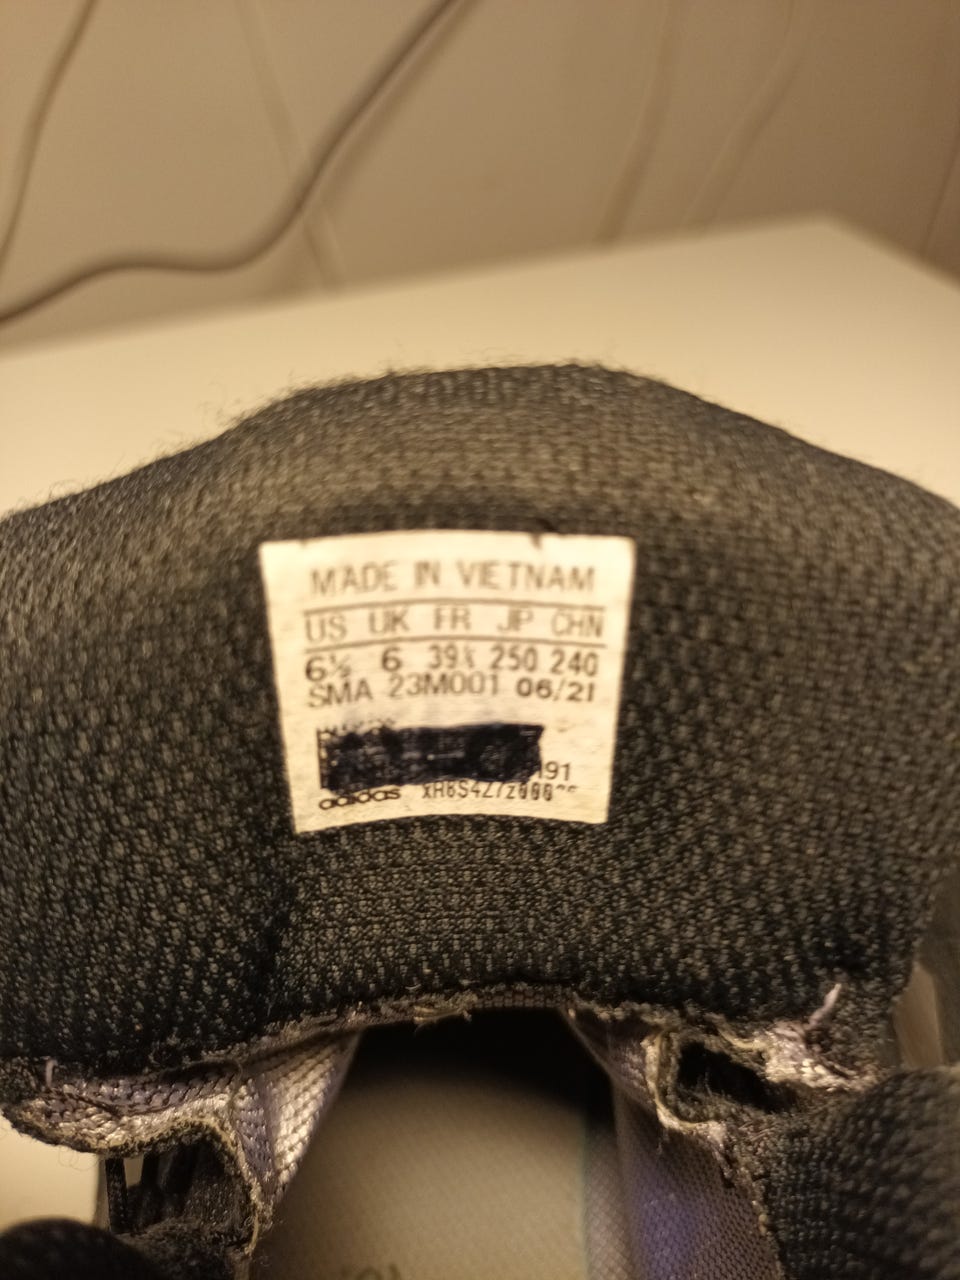 MADE IN VIETNAM
US UK FR JP CHN
6½ 6 39⅓ 250 240
SMA 23M001 06/21
191
adidas